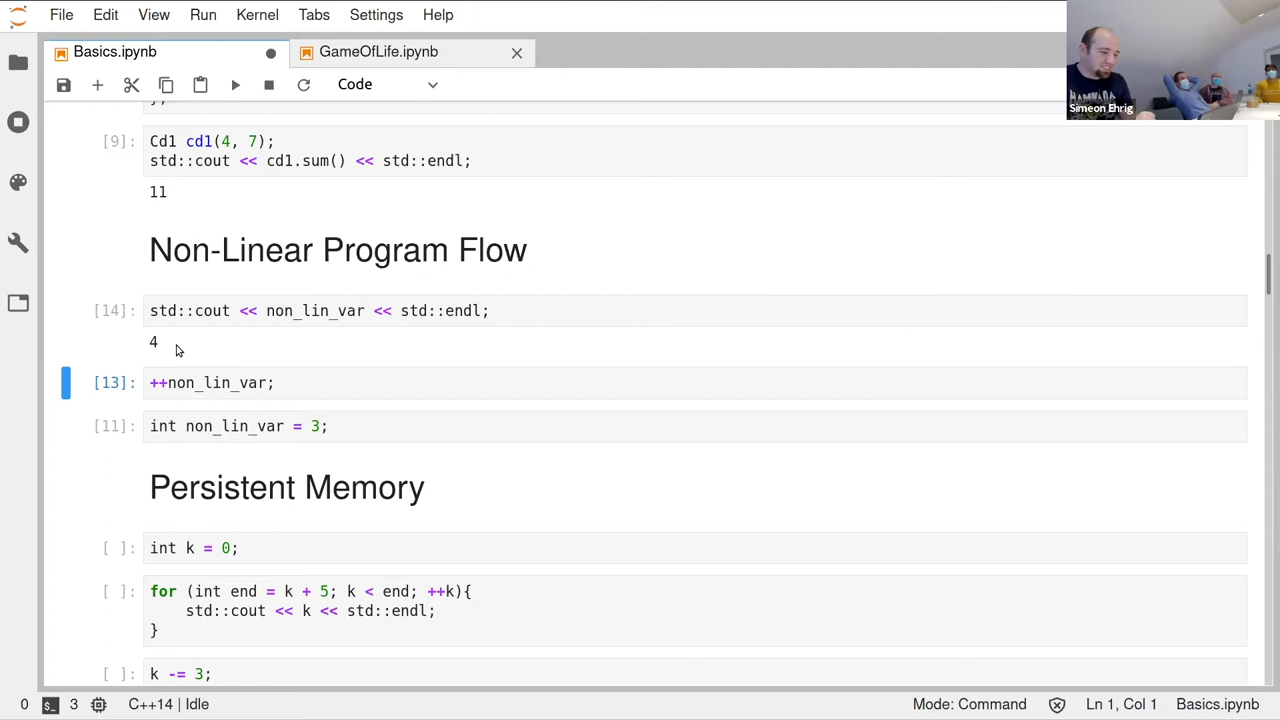 File Edit View Run Kernel Tabs Settings Help
Basics.ipynb
GameOfLife.ipynb
Code
Simeon Ehrig
[9]: Cd1 cd1(4, 7);
std::cout << cd1.sum() << std::endl;
11
Non-Linear Program Flow
[14]: std::cout << non_lin_var << std::endl;
4
[13]: ++non_lin_var;
[11]: int non_lin_var = 3;
Persistent Memory
[ ]: int k = 0;
[ ]: for (int end = k + 5; k < end; ++k){
std::cout << k << std::endl;
}
[ ]: k -= 3;
0 $_ 3 C++14 | Idle Mode: Command Ln 1, Col 1 Basics.ipynb